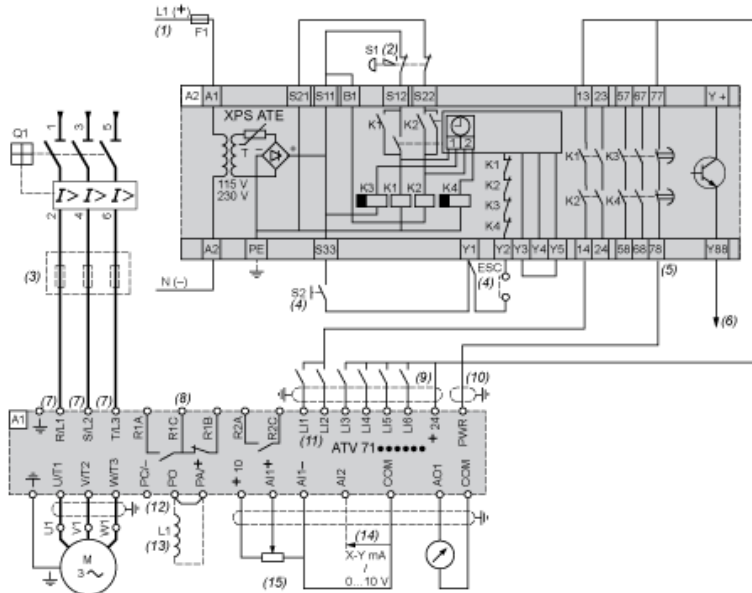 L1 (+)
(1)
F1
S1 (2)
A2 A1 S21 S11 B1 S12 S22 13 23 57 67 77 Y +
XPS ATE
K1 K2
1 2
T
+
115 V
230 V
K3 K1 K2 K4
K1
K2
K3
K4
K1 K3
K2 K4
Q1
1 3 5
I> I> I>
2 4 6
A2 PE S33 Y1 Y2 Y3 Y4 Y5 14 24 58 68 78 Y88
(3)
N (–)
S2
(4)
ESC
(4)
(5)
(6)
(7) (7) (7) (8) (9) (10)
A1
R/L1 S/L2 T/L3 R1A R1C R1B R2A R2C LI1 LI2 LI3 LI4 LI5 LI6 + 24 PWR
(11)
ATV 71●●●●●●
U/T1 V/T2 W/T3 PC/– PO PA/+ + 10 AI1+ AI1– AI2 COM AO1 COM
(12)
U1 V1 W1
L1
(13)
M
3
(14)
X-Y mA
/
0...10 V
(15)